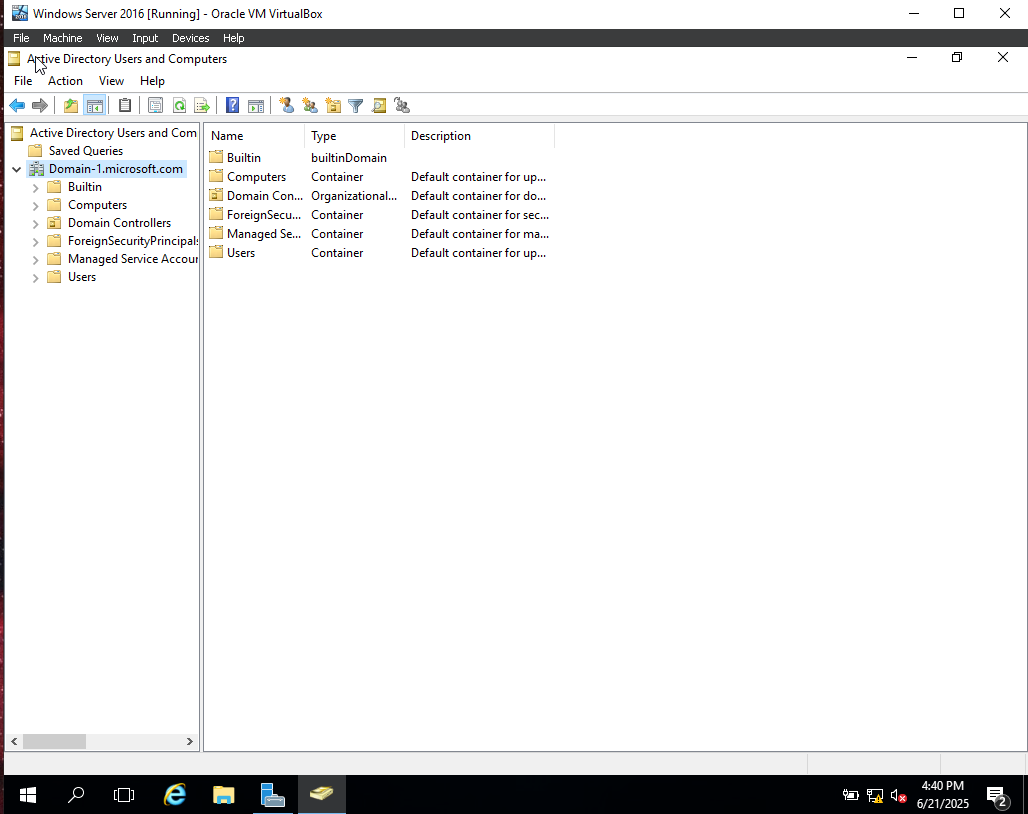 Windows Server 2016 [Running] - Oracle VM VirtualBox
File Machine View Input Devices Help
Active Directory Users and Computers
File Action View Help
Active Directory Users and Com
Saved Queries
Domain-1.microsoft.com
Builtin
Computers
Domain Controllers
ForeignSecurityPrincipals
Managed Service Accour
Users
Name Type Description
Builtin builtinDomain
Computers Container Default container for up...
Domain Con... Organizational... Default container for do...
ForeignSecu... Container Default container for sec...
Managed Se... Container Default container for ma...
Users Container Default container for up...
4:40 PM
6/21/2025
2